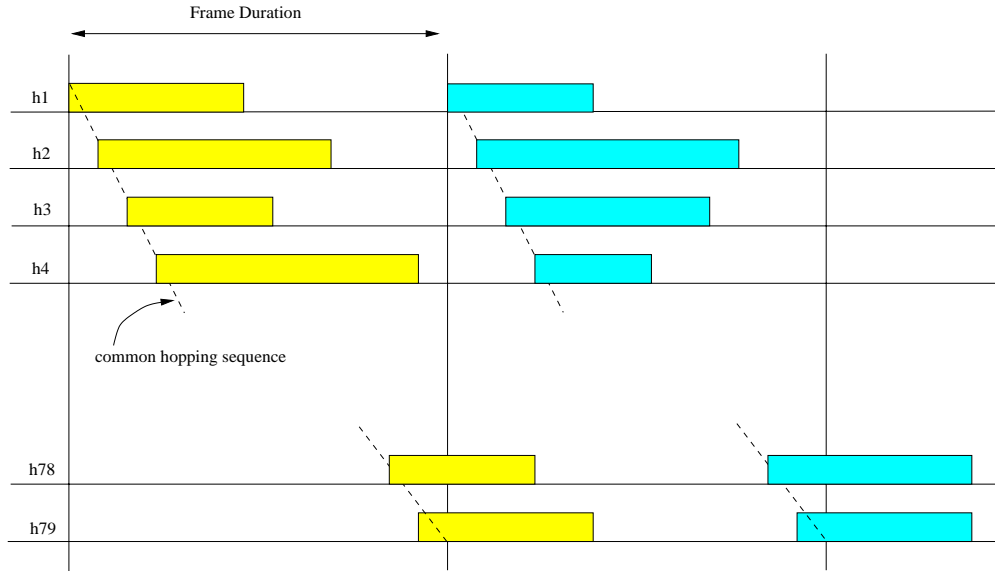 Frame Duration
h1
h2
h3
h4
common hopping sequence
h78
h79